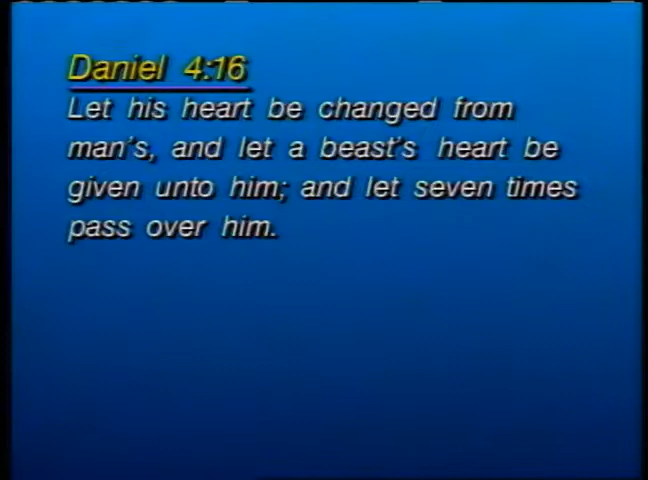 Daniel 4:16
Let his heart be changed from
man's, and let a beast's heart be
given unto him; and let seven times
pass over him.